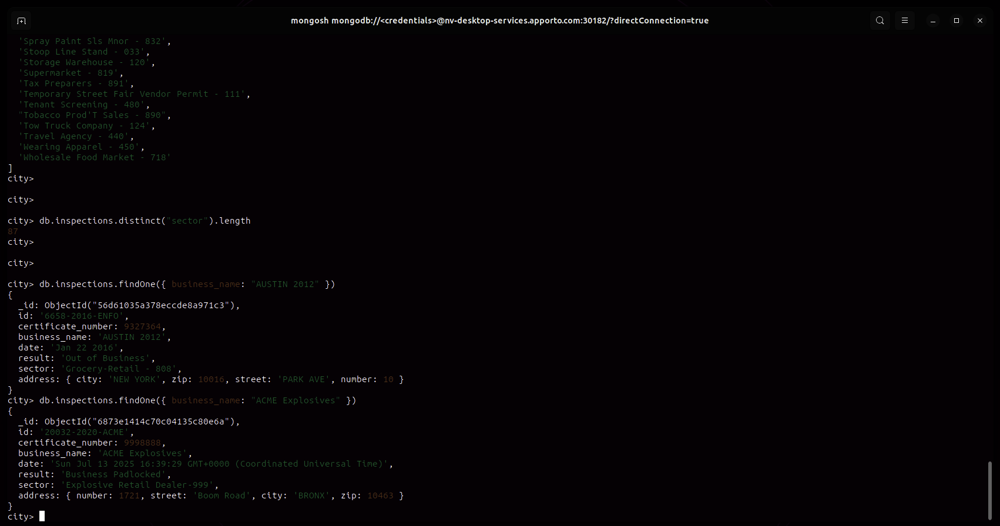 mongosh mongodb://<credentials>@nv-desktop-services.apporto.com:30182/?directConnection=true
  'Spray Paint Sls Mnor - 832',
  'Stoop Line Stand - 033',
  'Storage Warehouse - 120',
  'Supermarket - 819',
  'Tax Preparers - 891',
  'Temporary Street Fair Vendor Permit - 111',
  'Tenant Screening - 480',
  "Tobacco Prod'T Sales - 890",
  'Tow Truck Company - 124',
  'Travel Agency - 440',
  'Wearing Apparel - 450',
  'Wholesale Food Market - 718'
]
city>
city>
city> db.inspections.distinct("sector").length
87
city>
city>
city> db.inspections.findOne({ business_name: "AUSTIN 2012" })
{
  _id: ObjectId("56d61035a378eccde8a971c3"),
  id: '6658-2016-ENFO',
  certificate_number: 9327364,
  business_name: 'AUSTIN 2012',
  date: 'Jan 22 2016',
  result: 'Out of Business',
  sector: 'Grocery-Retail - 808',
  address: { city: 'NEW YORK', zip: 10016, street: 'PARK AVE', number: 10 }
}
city> db.inspections.findOne({ business_name: "ACME Explosives" })
{
  _id: ObjectId("6873e1414c70c04135c80e6a"),
  id: '20032-2020-ACME',
  certificate_number: 9998888,
  business_name: 'ACME Explosives',
  date: 'Sun Jul 13 2025 16:39:29 GMT+0000 (Coordinated Universal Time)',
  result: 'Business Padlocked',
  sector: 'Explosive Retail Dealer-999',
  address: { number: 1721, street: 'Boom Road', city: 'BRONX', zip: 10463 }
}
city>